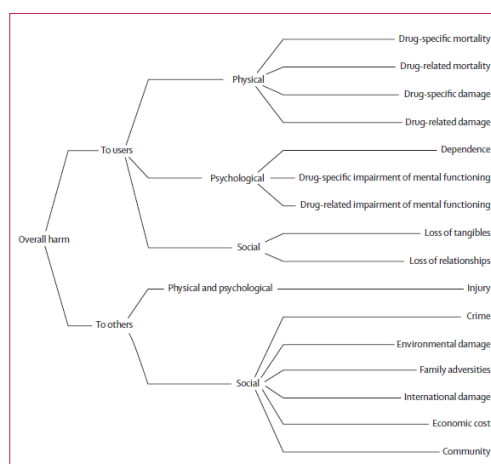 Drug-specific mortality
Drug-related mortality
Physical
Drug-specific damage
Drug-related damage
To users
Dependence
Psychological
Drug-specific impairment of mental functioning
Drug-related impairment of mental functioning
Loss of tangibles
Social
Loss of relationships
Overall harm
Physical and psychological
Injury
To others
Crime
Environmental damage
Family adversities
Social
International damage
Economic cost
Community